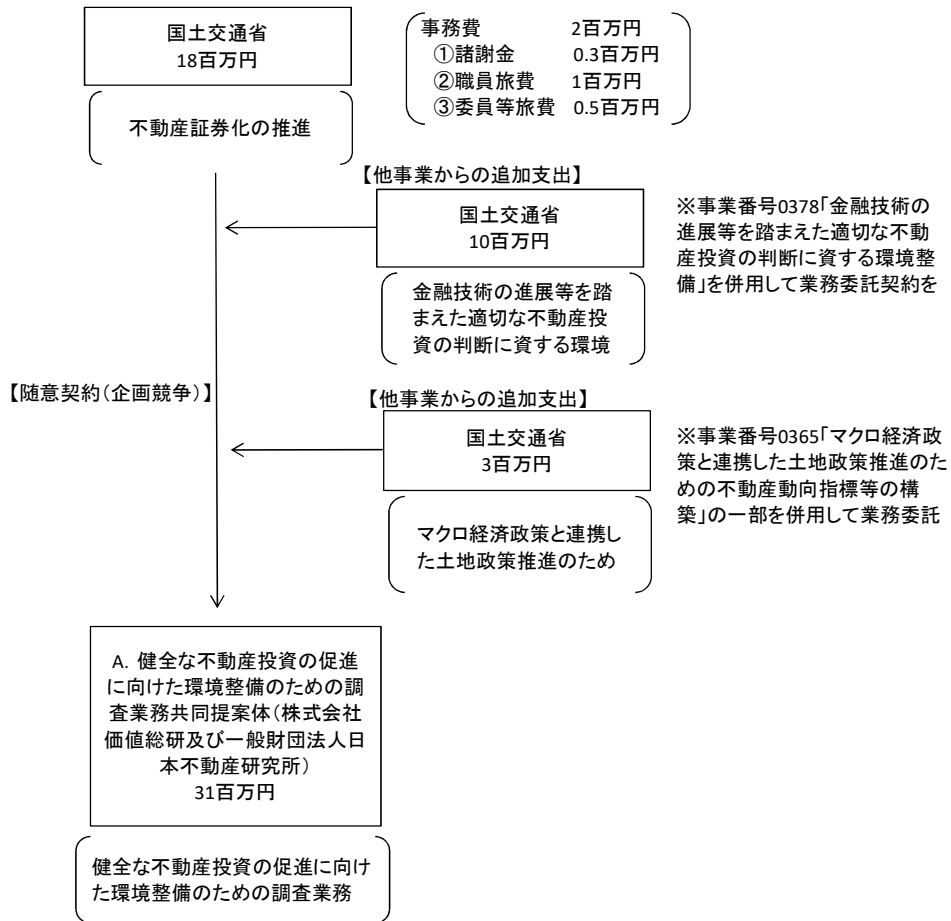 国土交通省
18百万円
不動産証券化の推進
事務費 2百万円
①諸謝金 0.3百万円
②職員旅費 1百万円
③委員等旅費 0.5百万円
【他事業からの追加支出】
国土交通省
10百万円
金融技術の進展等を踏
まえた適切な不動産投
資の判断に資する環境
※事業番号0378「金融技術の
進展等を踏まえた適切な不動
産投資の判断に資する環境整
備」を併用して業務委託契約を
【随意契約(企画競争)】
【他事業からの追加支出】
国土交通省
3百万円
マクロ経済政策と連携し
た土地政策推進のため
※事業番号0365「マクロ経済政
策と連携した土地政策推進のた
めの不動産動向指標等の構
築」の一部を併用して業務委託
A. 健全な不動産投資の促進
に向けた環境整備のための調
査業務共同提案体(株式会社
価値総研及び一般財団法人日
本不動産研究所)
31百万円
健全な不動産投資の促進に向け
た環境整備のための調査業務